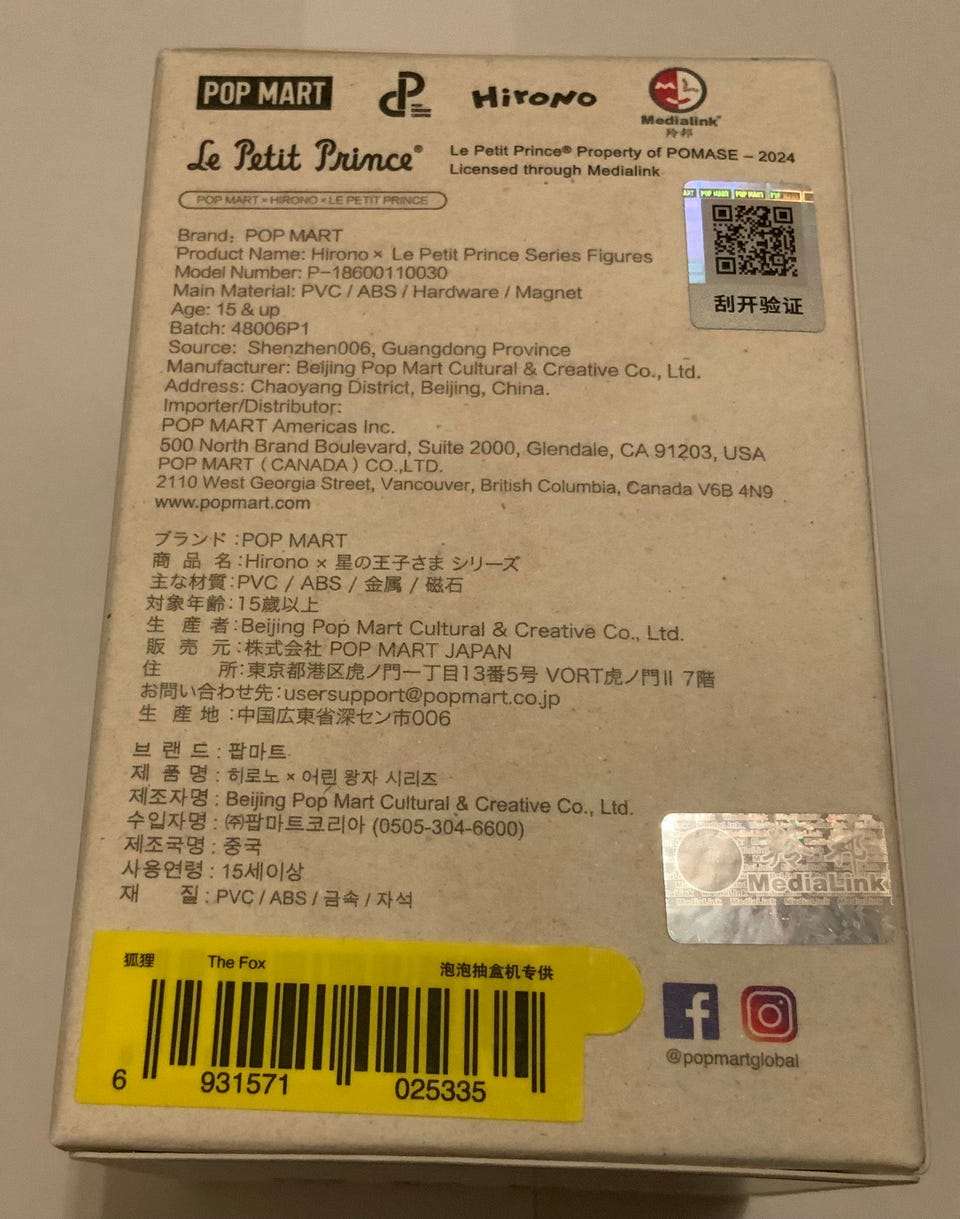 POP MART
Hirono
Medialink®
羚邦
Le Petit Prince®
Le Petit Prince® Property of POMASE – 2024
Licensed through Medialink
POP MART × HIRONO × LE PETIT PRINCE
POP MART
刮开验证
Brand: POP MART
Product Name: Hirono × Le Petit Prince Series Figures
Model Number: P-18600110030
Main Material: PVC / ABS / Hardware / Magnet
Age: 15 & up
Batch: 48006P1
Source: Shenzhen006, Guangdong Province
Manufacturer: Beijing Pop Mart Cultural & Creative Co., Ltd.
Address: Chaoyang District, Beijing, China.
Importer/Distributor:
POP MART Americas Inc.
500 North Brand Boulevard, Suite 2000, Glendale, CA 91203, USA
POP MART ( CANADA ) CO.,LTD.
2110 West Georgia Street, Vancouver, British Columbia, Canada V6B 4N9
www.popmart.com
ブランド:POP MART
商品名:Hirono × 星の王子さま シリーズ
主な材質:PVC / ABS / 金属 / 磁石
対象年齢:15歳以上
生産者:Beijing Pop Mart Cultural & Creative Co., Ltd.
販売元:株式会社 POP MART JAPAN
住所:東京都港区虎ノ門一丁目13番5号 VORT虎ノ門II 7階
お問い合わせ先:usersupport@popmart.co.jp
生産地:中国広東省深セン市006
브랜드 : 팝마트
제품명 : 히로노 × 어린 왕자 시리즈
제조자명 : Beijing Pop Mart Cultural & Creative Co., Ltd.
수입자명 : ㈜팝마트코리아 (0505-304-6600)
제조국명 : 중국
사용연령 : 15세이상
재질 : PVC / ABS / 금속 / 자석
羚邦
MediaLink
MediaLink MediaLink MediaLink MediaLink
狐狸 The Fox 泡泡抽盒机专供
6 931571 025335
@popmartglobal